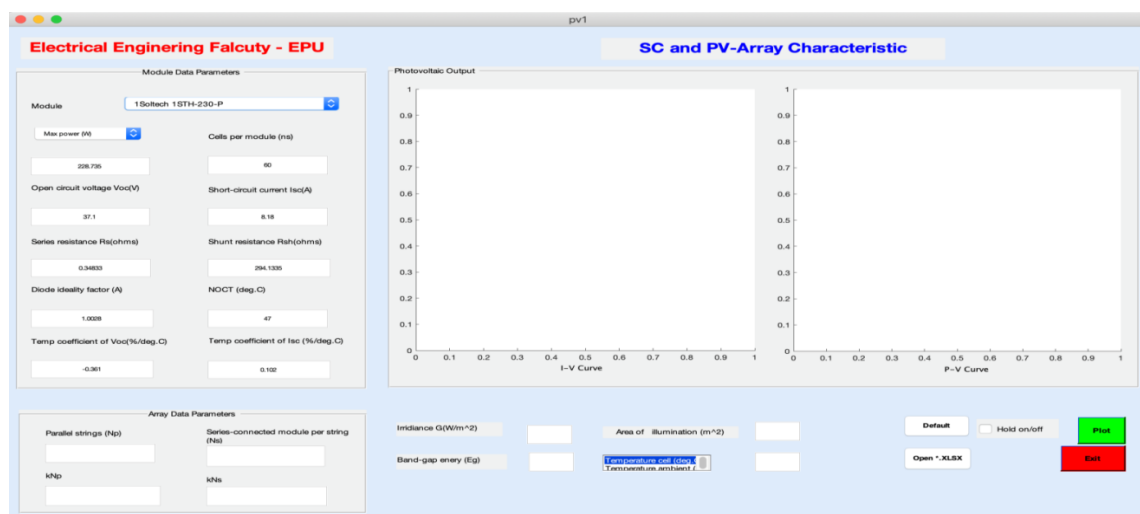 pv1
Electrical Enginering Falcuty - EPU
SC and PV-Array Characteristic
Module Data Parameters
Module
1Soltech 1STH-230-P
Max power (W)
Cells per module (ns)
228.735
60
Open circuit voltage Voc(V)
Short-circuit current Isc(A)
37.1
8.18
Series resistance Rs(ohms)
Shunt resistance Rsh(ohms)
0.34833
294.1335
Diode ideality factor (A)
NOCT (deg.C)
1.0028
47
Temp coefficient of Voc(%/deg.C)
Temp coefficient of Isc (%/deg.C)
-0.361
0.102
Photovoltaic Output
1
0.9
0.8
0.7
0.6
0.5
0.4
0.3
0.2
0.1
0
0 0.1 0.2 0.3 0.4 0.5 0.6 0.7 0.8 0.9 1
I-V Curve
1
0.9
0.8
0.7
0.6
0.5
0.4
0.3
0.2
0.1
0
0 0.1 0.2 0.3 0.4 0.5 0.6 0.7 0.8 0.9 1
P-V Curve
Array Data Parameters
Parallel strings (Np)
Series-connected module per string
(Ns)
kNp
kNs
Irridiance G(W/m^2)
Area of illumination (m^2)
Band-gap enery (Eg)
Temperature cell (deg.
Temperature ambient (
Default
Hold on/off
Plot
Open *.XLSX
Exit